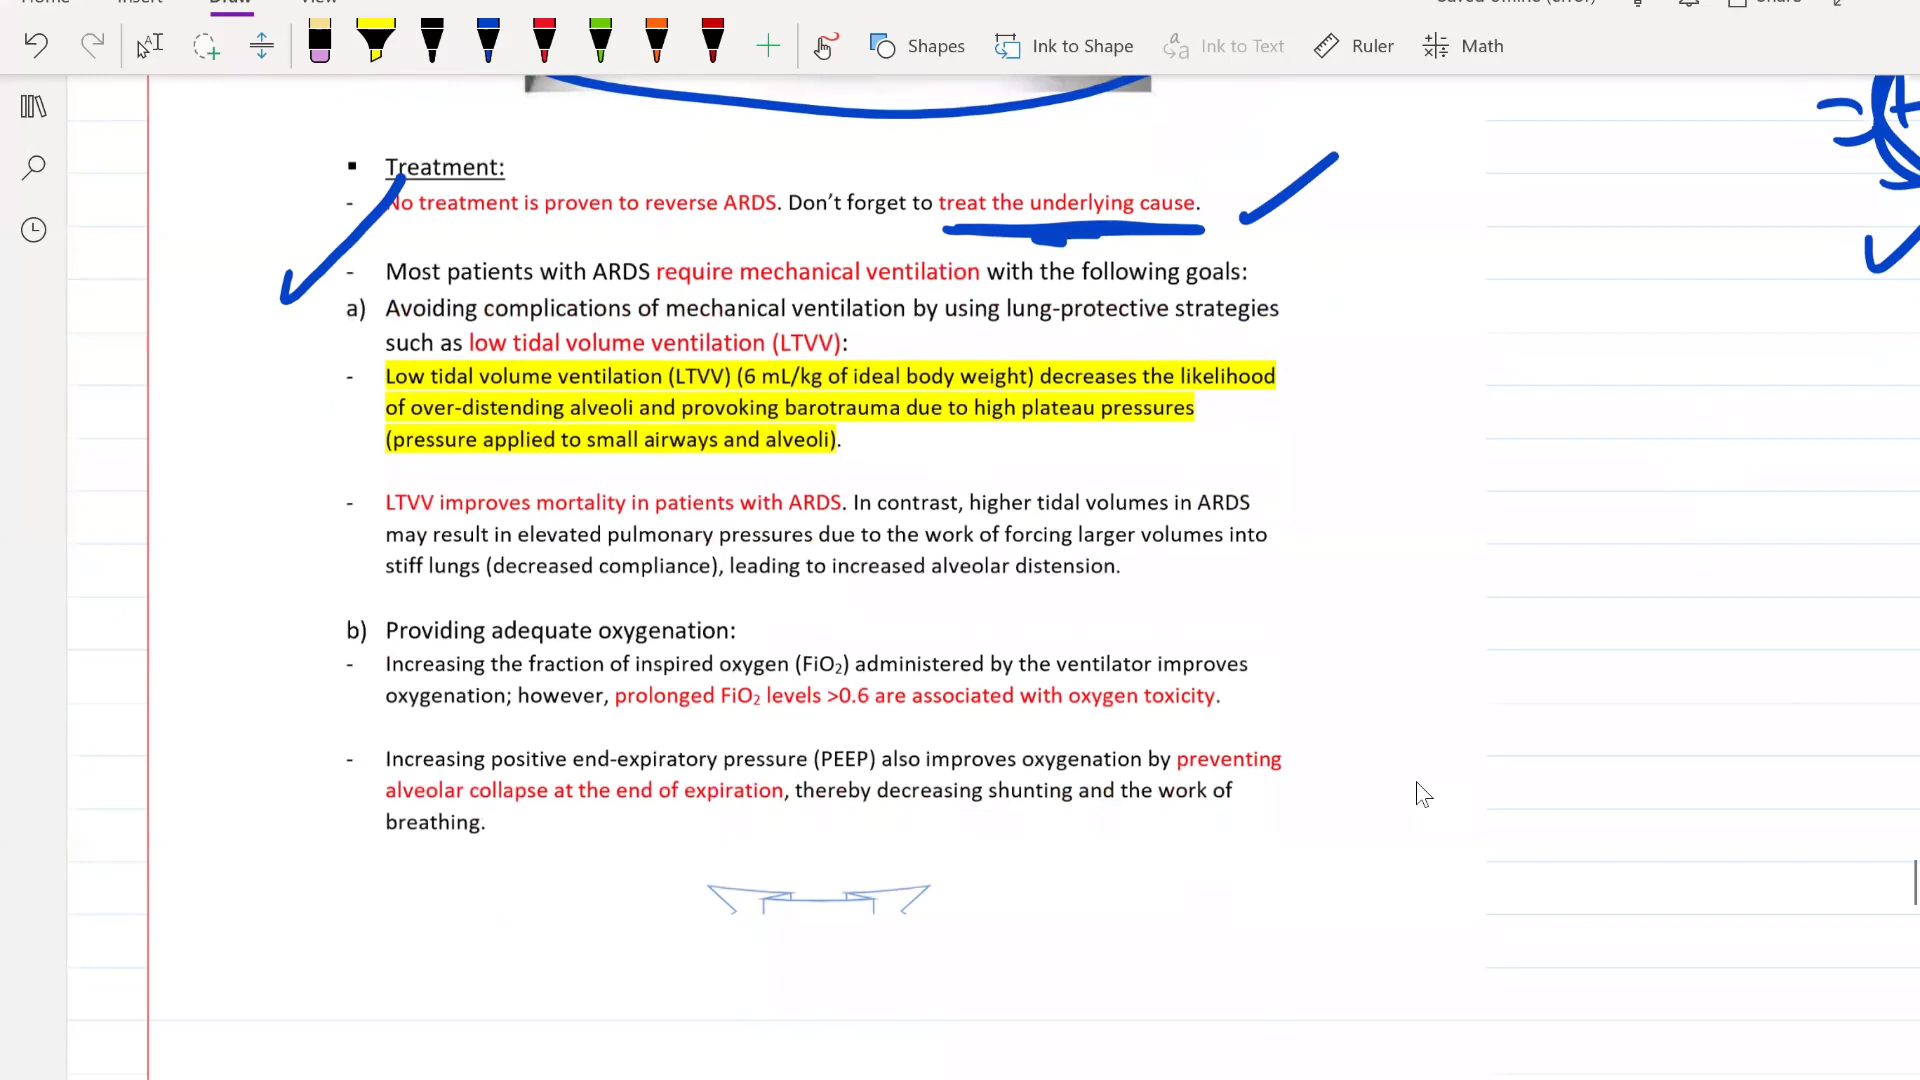 Home Insert Draw View Saved Online (error) Share
A Shapes Ink to Shape a a Ink to Text Ruler Math
▪ Treatment:
- No treatment is proven to reverse ARDS. Don’t forget to treat the underlying cause.
- Most patients with ARDS require mechanical ventilation with the following goals:
a) Avoiding complications of mechanical ventilation by using lung-protective strategies
such as low tidal volume ventilation (LTVV):
- Low tidal volume ventilation (LTVV) (6 mL/kg of ideal body weight) decreases the likelihood
of over-distending alveoli and provoking barotrauma due to high plateau pressures
(pressure applied to small airways and alveoli).
- LTVV improves mortality in patients with ARDS. In contrast, higher tidal volumes in ARDS
may result in elevated pulmonary pressures due to the work of forcing larger volumes into
stiff lungs (decreased compliance), leading to increased alveolar distension.
b) Providing adequate oxygenation:
- Increasing the fraction of inspired oxygen (FiO₂) administered by the ventilator improves
oxygenation; however, prolonged FiO₂ levels >0.6 are associated with oxygen toxicity.
- Increasing positive end-expiratory pressure (PEEP) also improves oxygenation by preventing
alveolar collapse at the end of expiration, thereby decreasing shunting and the work of
breathing.